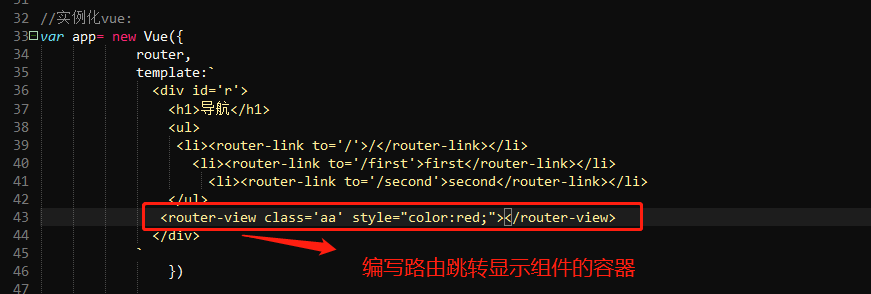 32 //实例化vue:
33 var app= new Vue({
34 router,
35 template:`
36 <div id='r'>
37 <h1>导航</h1>
38 <ul>
39 <li><router-link to='/'>/</router-link></li>
40 <li><router-link to='/first'>first</router-link></li>
41 <li><router-link to='/second'>second</router-link></li>
42 </ul>
43 <router-view class='aa' style="color:red;"></router-view>
44 </div>
45 `
编写路由跳转显示组件的容器
46 })
47